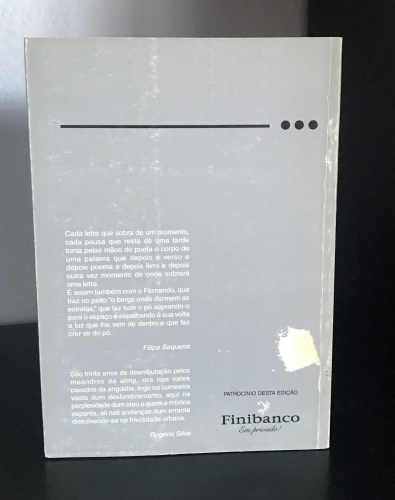 Cada letra que sobra de um momento,
cada pausa que resta de uma tarde
toma pelas mãos do poeta o corpo de
uma palavra que depois é verso e
depois poema e depois livro e depois
outra vez momento de onde sobrará
uma letra.
É assim também com o Fernando, que
traz no peito "o berço onde dormem as
estrelas," que faz luzir o pó soprando-o
para o espaço e espalhando à sua volta
a luz que lhe vem de dentro e que faz
crer vir do pó.
Filipa Sequeira
São trinta anos de deambulação pelos
meandros da alma, ora nos vales
cavados da angústia, logo na cumeeira
vasta dum deslumbramento, aqui na
perplexidade dum ateu a quem a mística
espanta, ali nas andanças dum errante
dissolvendo-se na frivolidade urbana.
Rogério Silva
PATROCÍNIO DESTA EDIÇÃO
Finibanco
Em privado!